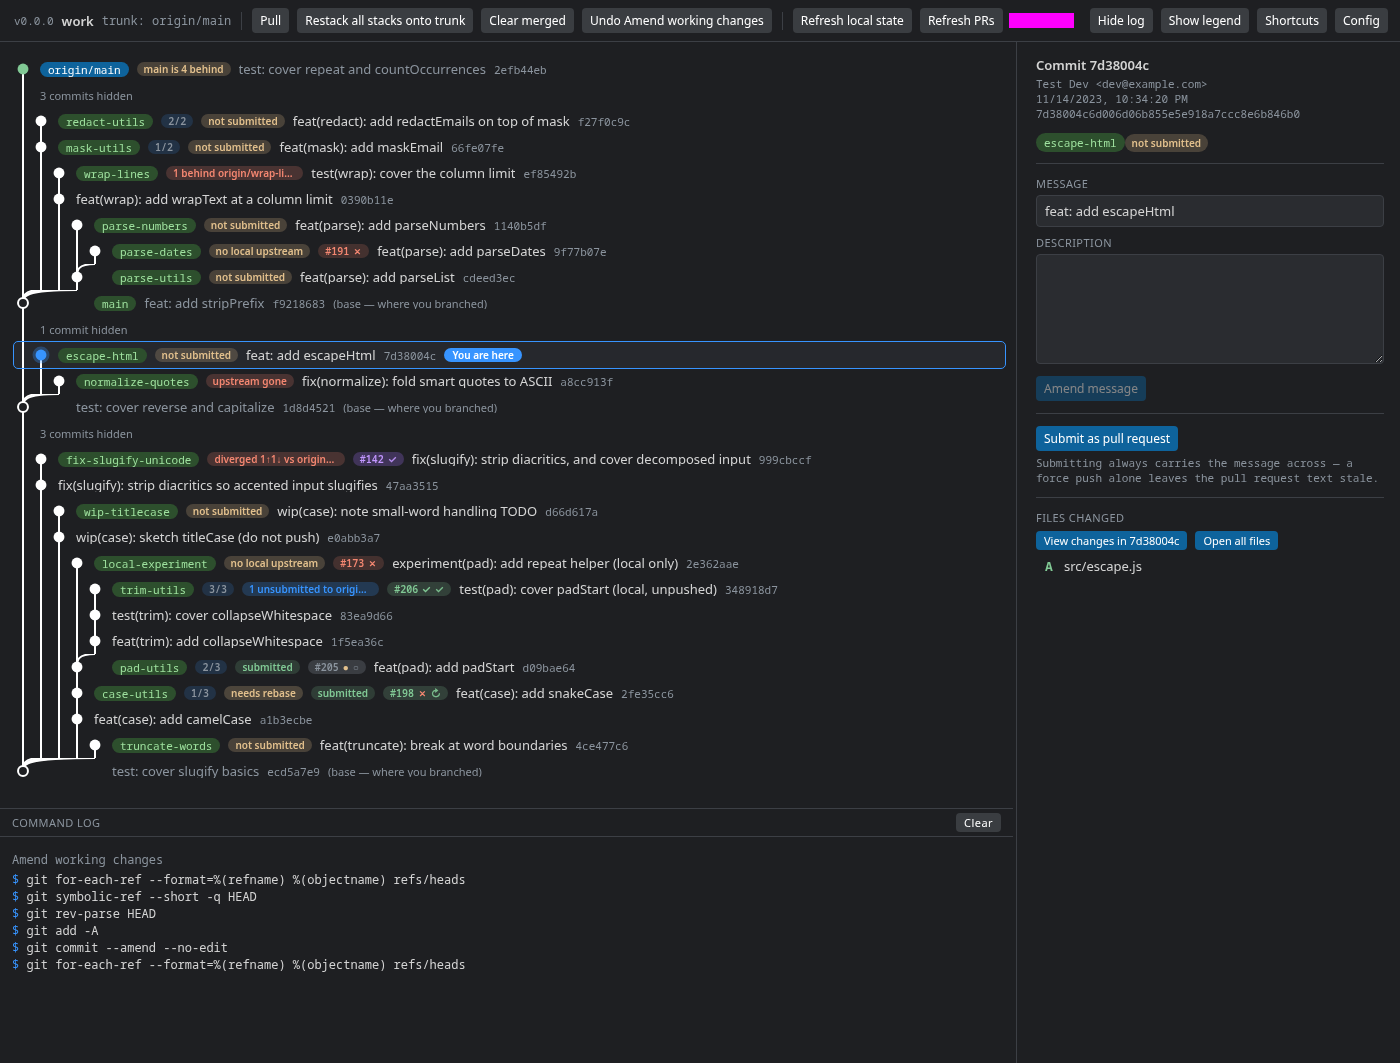 v0.0.0 work trunk: origin/main Pull Restack all stacks onto trunk Clear merged Undo Amend working changes Refresh local state Refresh PRs Hide log Show legend Shortcuts Config
origin/main main is 4 behind test: cover repeat and countOccurrences 2efb44eb
3 commits hidden
redact-utils 2/2 not submitted feat(redact): add redactEmails on top of mask f27f0c9c
mask-utils 1/2 not submitted feat(mask): add maskEmail 66fe07fe
wrap-lines 1 behind origin/wrap-li... test(wrap): cover the column limit ef85492b
feat(wrap): add wrapText at a column limit 0390b11e
parse-numbers not submitted feat(parse): add parseNumbers 1140b5df
parse-dates no local upstream #191 × feat(parse): add parseDates 9f77b07e
parse-utils not submitted feat(parse): add parseList cdeed3ec
main feat: add stripPrefix f9218683 (base — where you branched)
1 commit hidden
escape-html not submitted feat: add escapeHtml 7d38004c You are here
normalize-quotes upstream gone fix(normalize): fold smart quotes to ASCII a8cc913f
test: cover reverse and capitalize 1d8d4521 (base — where you branched)
3 commits hidden
fix-slugify-unicode diverged 1↑1↓ vs origin... #142 ✓ fix(slugify): strip diacritics, and cover decomposed input 999cbccf
fix(slugify): strip diacritics so accented input slugifies 47aa3515
wip-titlecase not submitted wip(case): note small-word handling TODO d66d617a
wip(case): sketch titleCase (do not push) e0abb3a7
local-experiment no local upstream #173 × experiment(pad): add repeat helper (local only) 2e362aae
trim-utils 3/3 1 unsubmitted to origi... #206 ✓ ✓ test(pad): cover padStart (local, unpushed) 348918d7
test(trim): cover collapseWhitespace 83ea9d66
feat(trim): add collapseWhitespace 1f5ea36c
pad-utils 2/3 submitted #205 ● ○ feat(pad): add padStart d09bae64
case-utils 1/3 needs rebase submitted #198 × ↻ feat(case): add snakeCase 2fe35cc6
feat(case): add camelCase a1b3ecbe
truncate-words not submitted feat(truncate): break at word boundaries 4ce477c6
test: cover slugify basics ecd5a7e9 (base — where you branched)
COMMAND LOG Clear
Amend working changes
$ git for-each-ref --format=%(refname) %(objectname) refs/heads
$ git symbolic-ref --short -q HEAD
$ git rev-parse HEAD
$ git add -A
$ git commit --amend --no-edit
$ git for-each-ref --format=%(refname) %(objectname) refs/heads
Commit 7d38004c
Test Dev <dev@example.com>
11/14/2023, 10:34:20 PM
7d38004c6d006d06b855e5e918a7ccc8e6b846b0
escape-html not submitted
MESSAGE
feat: add escapeHtml
DESCRIPTION
Amend message
Submit as pull request
Submitting always carries the message across — a
force push alone leaves the pull request text stale.
FILES CHANGED
View changes in 7d38004c Open all files
A src/escape.js